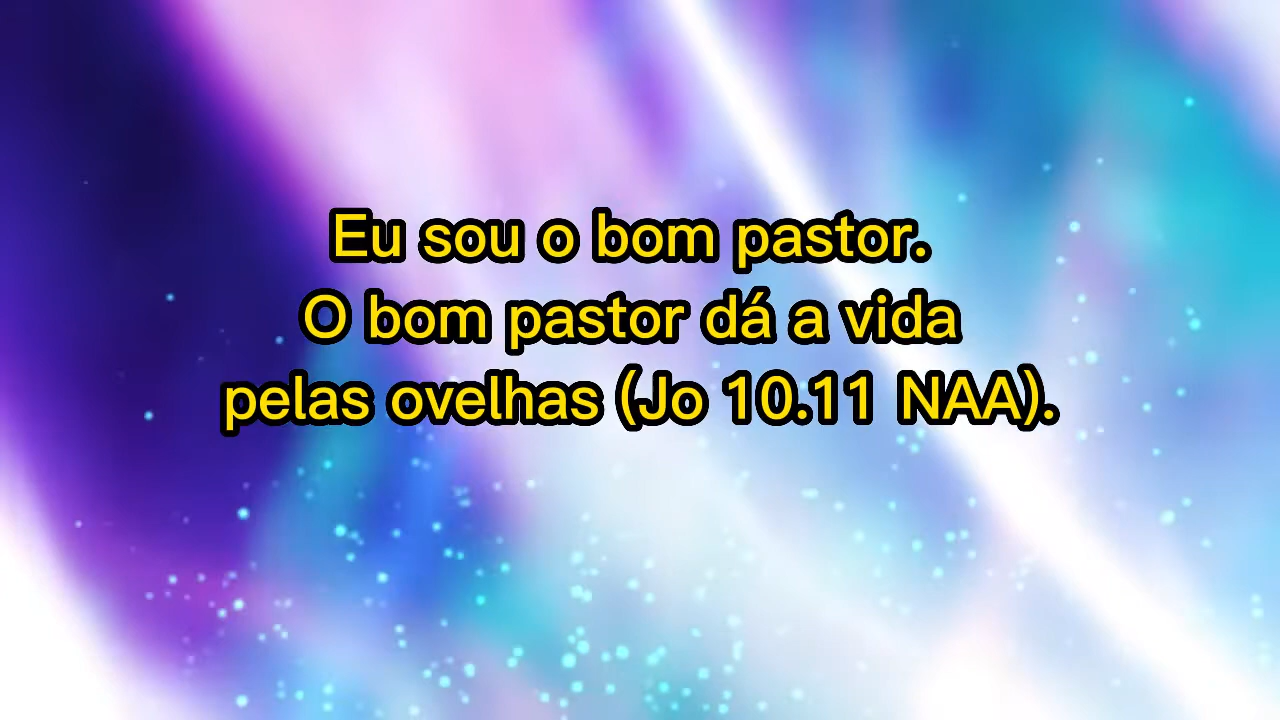 Eu sou o bom pastor.
O bom pastor dá a vida
pelas ovelhas (Jo 10.11 NAA).